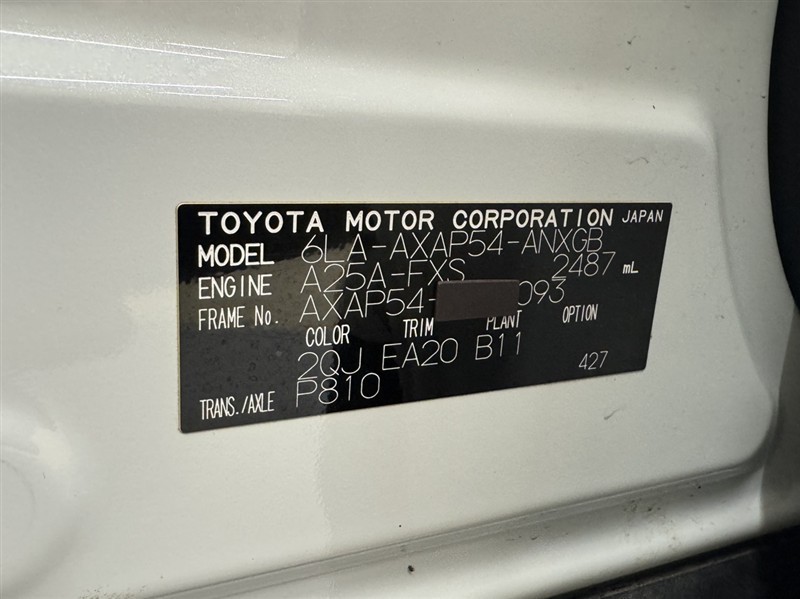 TOYOTA MOTOR CORPORATION JAPAN
MODEL 6LA-AXAP54-ANXGB
ENGINE A25A-FXS 2487 mL
FRAME No. AXAP54- 093
COLOR TRIM PLANT OPTION
2QJ EA20 B11 427
TRANS./AXLE P810